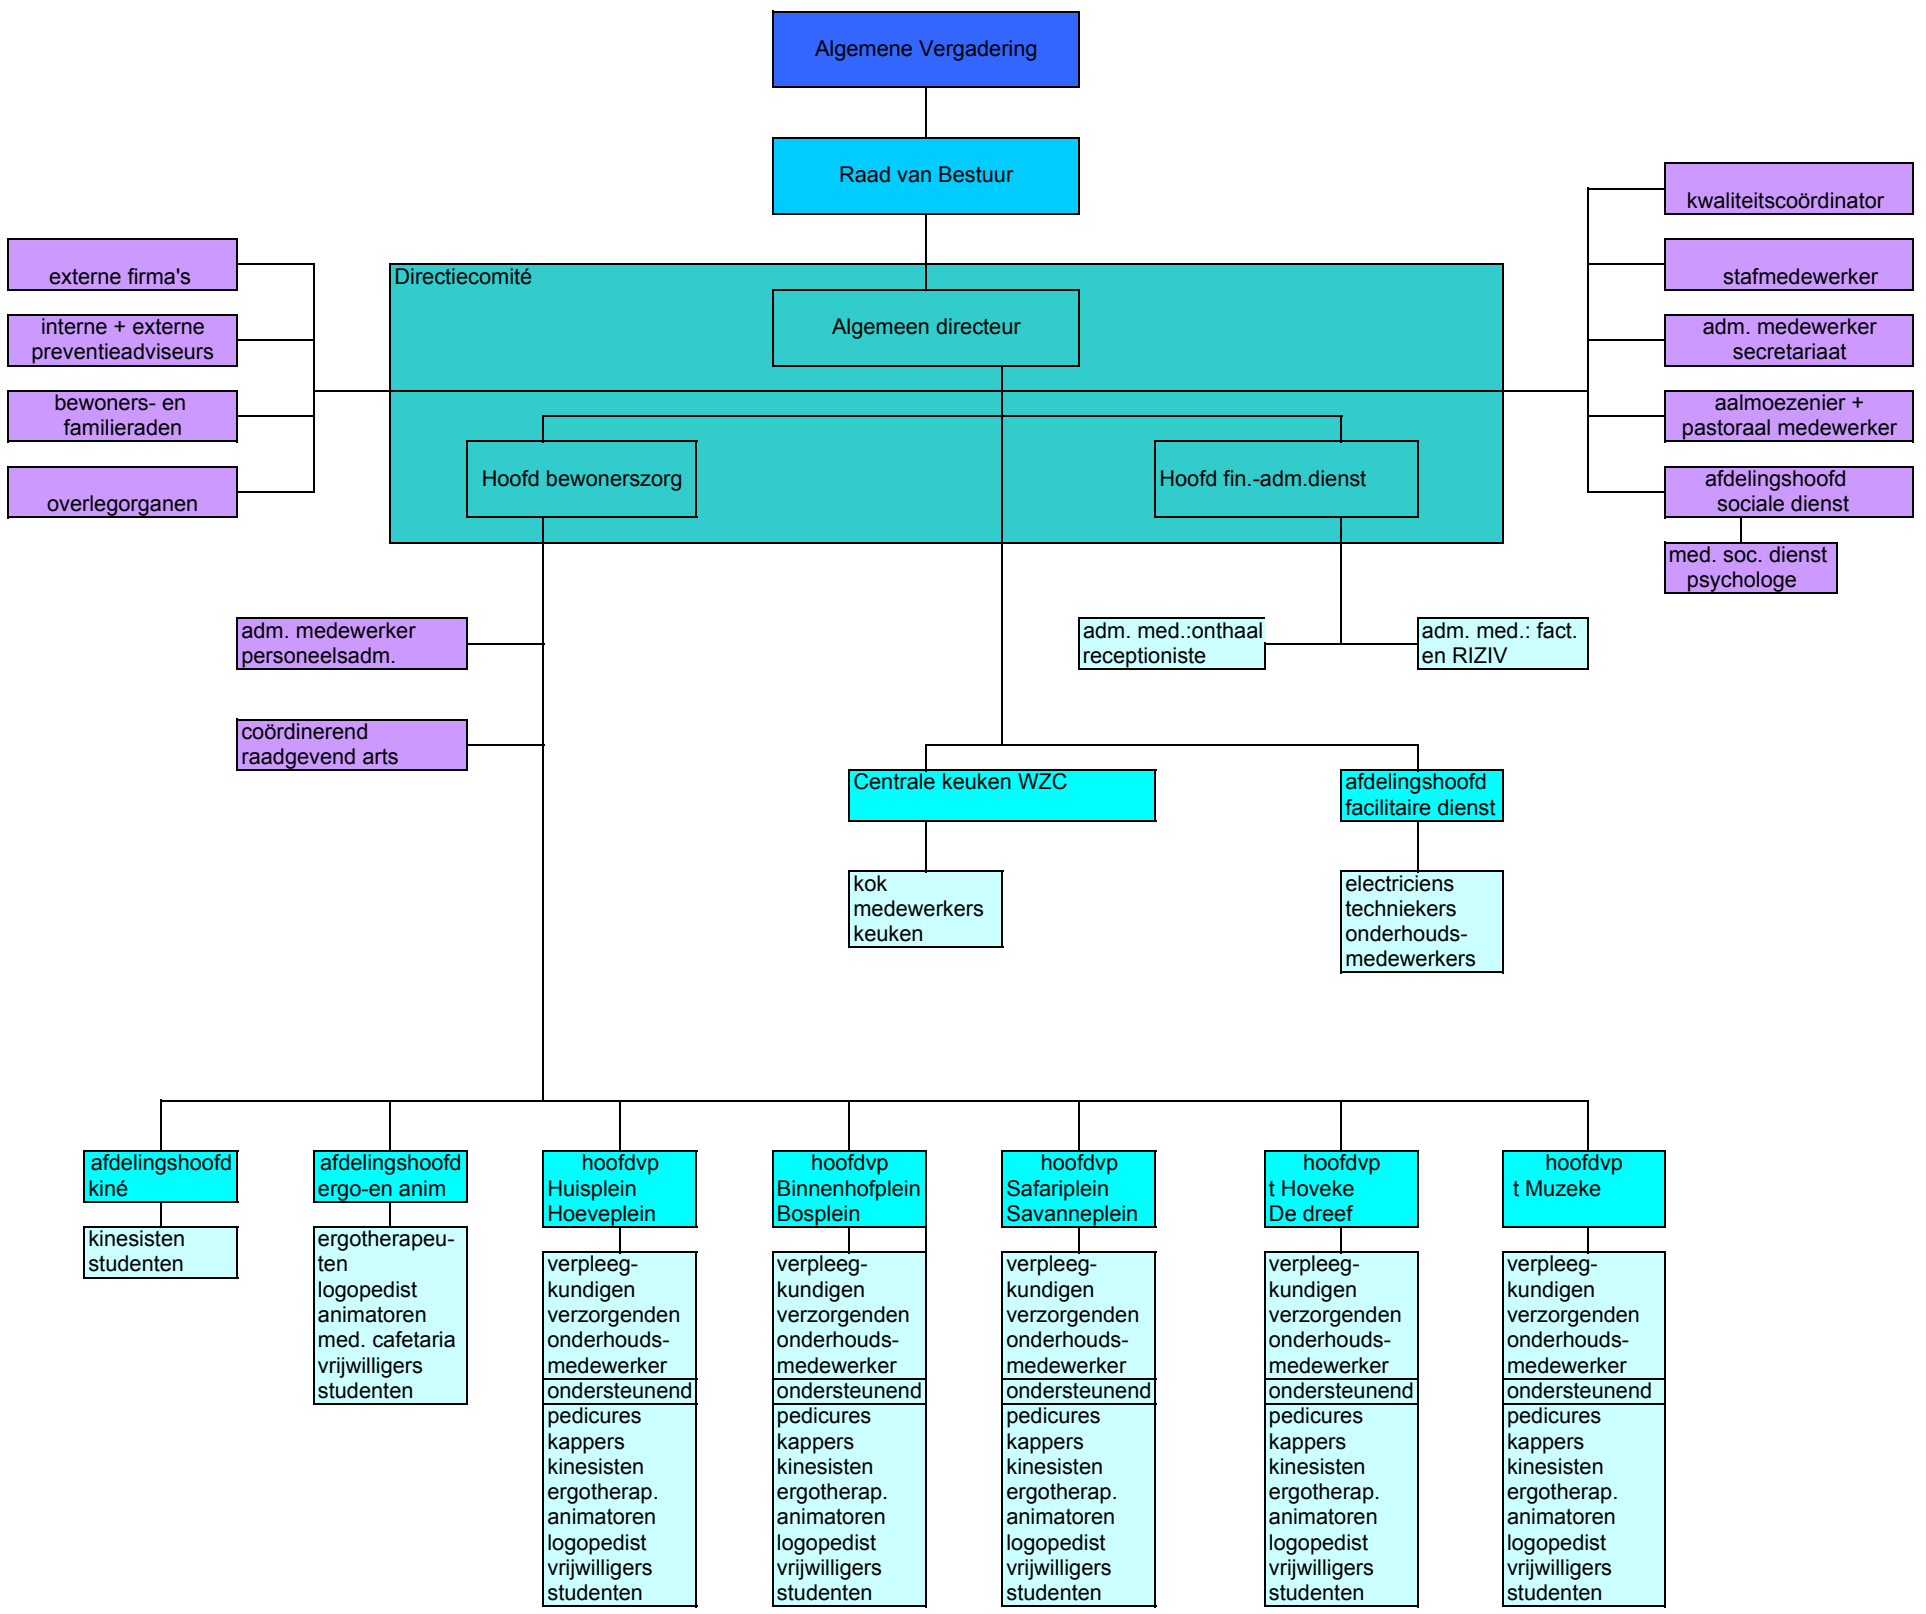 Algemene Vergadering
Raad van Bestuur
kwaliteitscoördinator
externe firma's
stafmedewerker
Directiecomité
Algemeen directeur
interne + externe
preventieadviseurs
adm. medewerker
secretariaat
bewoners- en
familieraden
aalmoezenier +
pastoraal medewerker
overlegorganen
Hoofd bewonerszorg
Hoofd fin.-adm.dienst
afdelingshoofd
sociale dienst
med. soc. dienst
psychologe
adm. medewerker
personeelsadm.
adm. med.:onthaal
receptioniste
adm. med.: fact.
en RIZIV
coördinerend
raadgevend arts
Centrale keuken WZC
afdelingshoofd
facilitaire dienst
kok
medewerkers
keuken
electriciens
techniekers
onderhouds-
medewerkers
afdelingshoofd
kiné
kinesisten
studenten
afdelingshoofd
ergo-en anim
ergotherapeu-
ten
logopedist
animatoren
med. cafetaria
vrijwilligers
studenten
hoofdvp
Huisplein
Hoeveplein
verpleeg-
kundigen
verzorgenden
onderhouds-
medewerker
ondersteunend
pedicures
kappers
kinesisten
ergotherap.
animatoren
logopedist
vrijwilligers
studenten
hoofdvp
Binnenhofplein
Bosplein
verpleeg-
kundigen
verzorgenden
onderhouds-
medewerker
ondersteunend
pedicures
kappers
kinesisten
ergotherap.
animatoren
logopedist
vrijwilligers
studenten
hoofdvp
Safariplein
Savanneplein
verpleeg-
kundigen
verzorgenden
onderhouds-
medewerker
ondersteunend
pedicures
kappers
kinesisten
ergotherap.
animatoren
logopedist
vrijwilligers
studenten
hoofdvp
t Hoveke
De dreef
verpleeg-
kundigen
verzorgenden
onderhouds-
medewerker
ondersteunend
pedicures
kappers
kinesisten
ergotherap.
animatoren
logopedist
vrijwilligers
studenten
hoofdvp
t Muzeke
verpleeg-
kundigen
verzorgenden
onderhouds-
medewerker
ondersteunend
pedicures
kappers
kinesisten
ergotherap.
animatoren
logopedist
vrijwilligers
studenten